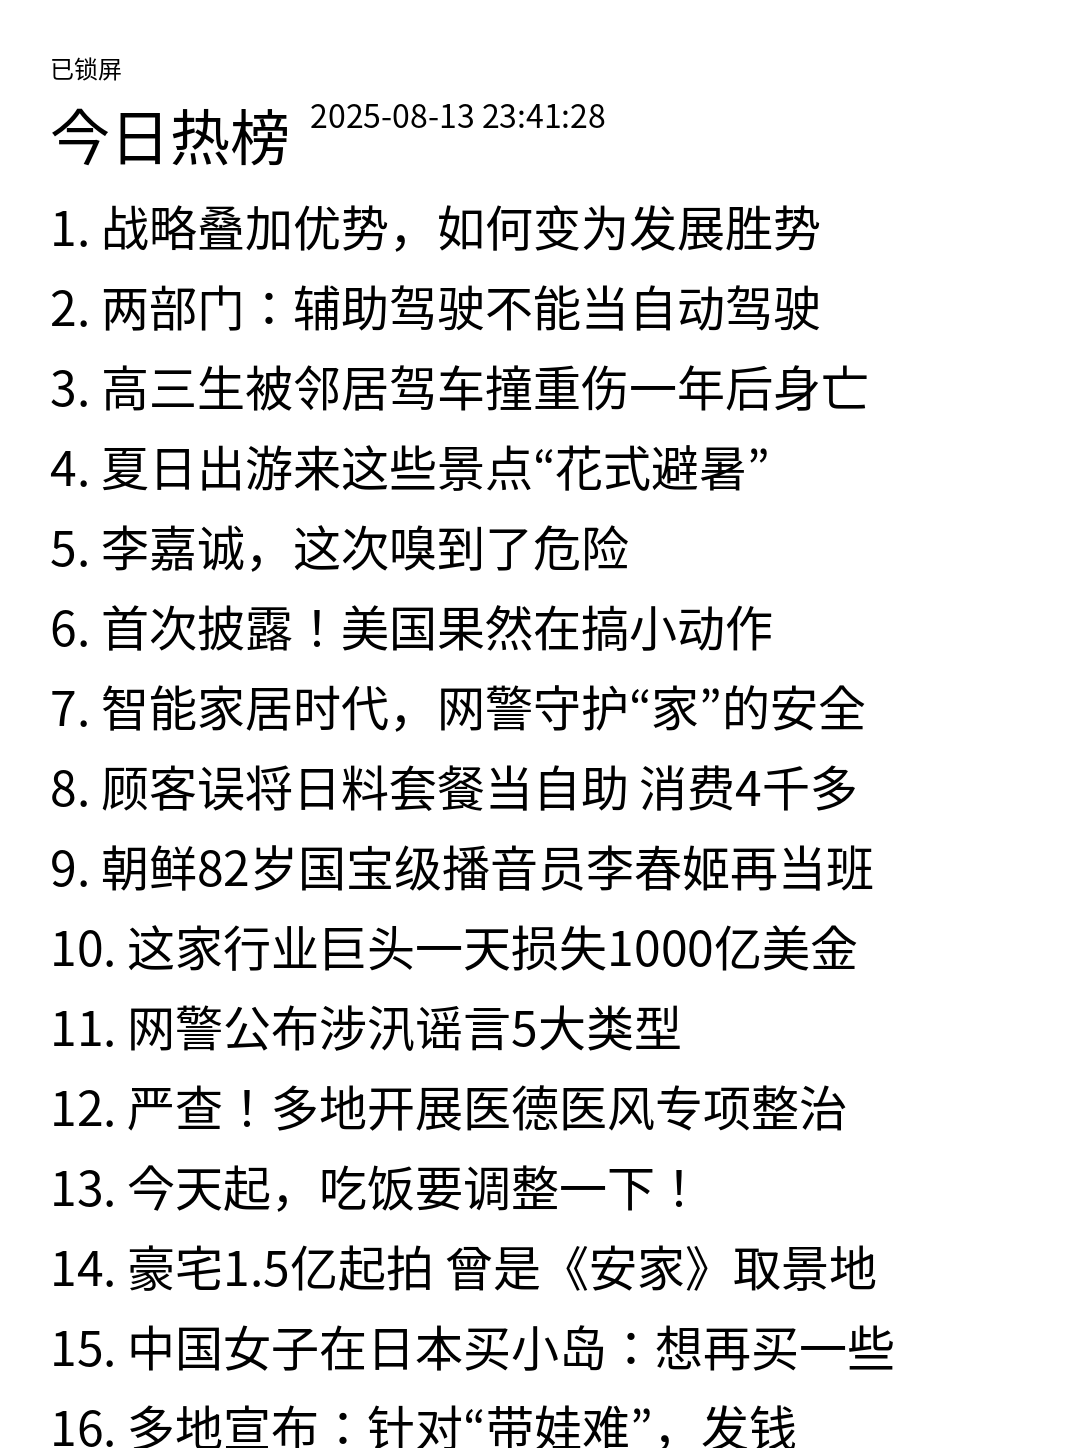 已锁屏
今日热榜 2025-08-13 23:41:28
1. 战略叠加优势，如何变为发展胜势
2. 两部门：辅助驾驶不能当自动驾驶
3. 高三生被邻居驾车撞重伤一年后身亡
4. 夏日出游来这些景点“花式避暑”
5. 李嘉诚，这次嗅到了危险
6. 首次披露！美国果然在搞小动作
7. 智能家居时代，网警守护“家”的安全
8. 顾客误将日料套餐当自助 消费4千多
9. 朝鲜82岁国宝级播音员李春姬再当班
10. 这家行业巨头一天损失1000亿美金
11. 网警公布涉汛谣言5大类型
12. 严查！多地开展医德医风专项整治
13. 今天起，吃饭要调整一下！
14. 豪宅1.5亿起拍 曾是《安家》取景地
15. 中国女子在日本买小岛：想再买一些
16. 多地宣布：针对“带娃难”，发钱